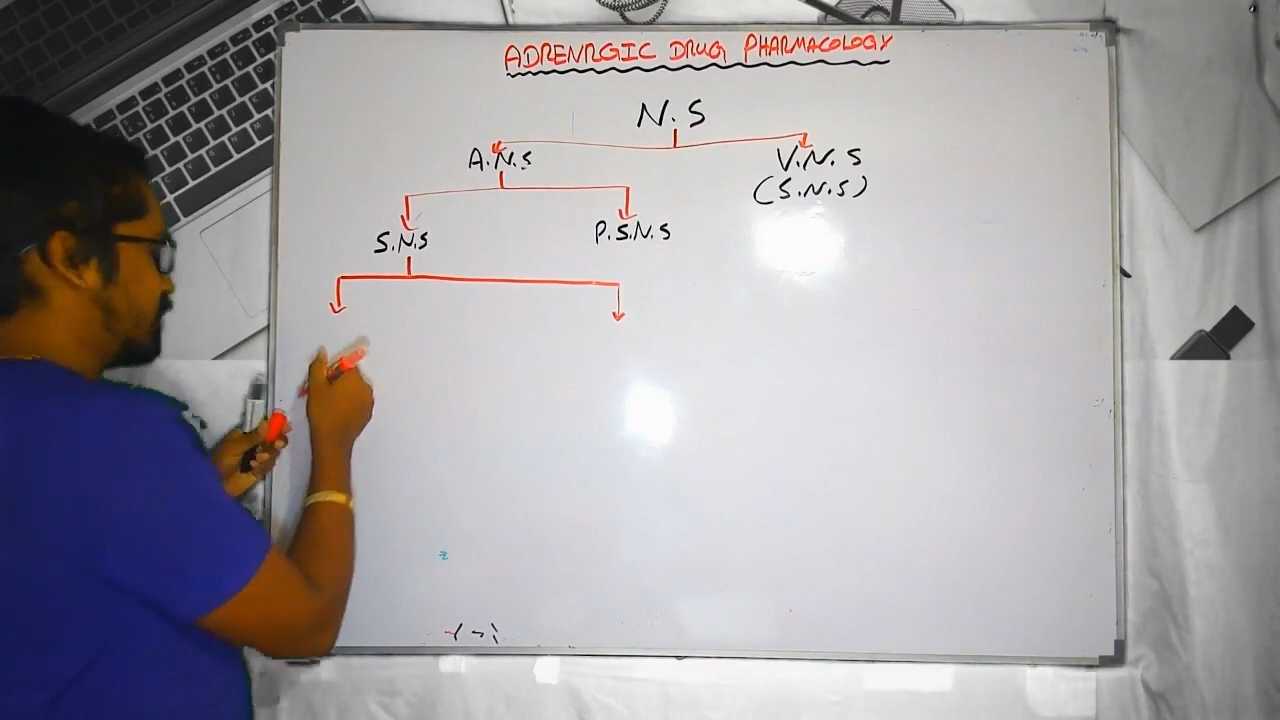 ADRENRGIC DRUG PHARMACOLOGY
N.S
A.N.S
V.N.S
(S.N.S)
S.N.S
P.S.N.S